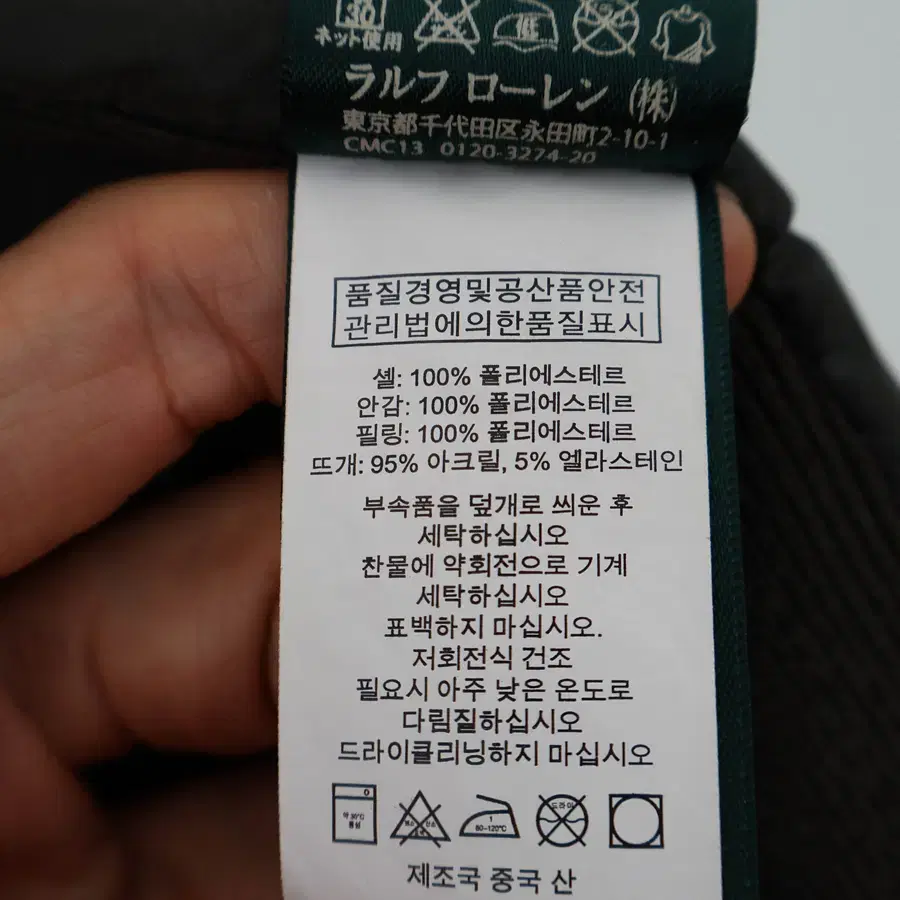 30
ネット使用
ラルフ ローレン (株)
東京都千代田区永田町2-10-1
CMC13 0120-3274-20
품질경영및공산품안전
관리법에의한품질표시
셸: 100% 폴리에스테르
안감: 100% 폴리에스테르
필링: 100% 폴리에스테르
뜨개: 95% 아크릴, 5% 엘라스테인
부속품을 덮개로 씌운 후
세탁하십시오
찬물에 약회전으로 기계
세탁하십시오
표백하지 마십시오.
저회전식 건조
필요시 아주 낮은 온도로
다림질하십시오
드라이클리닝하지 마십시오
약 30°C
중성
1
80~120°C
드라이
제조국 중국 산